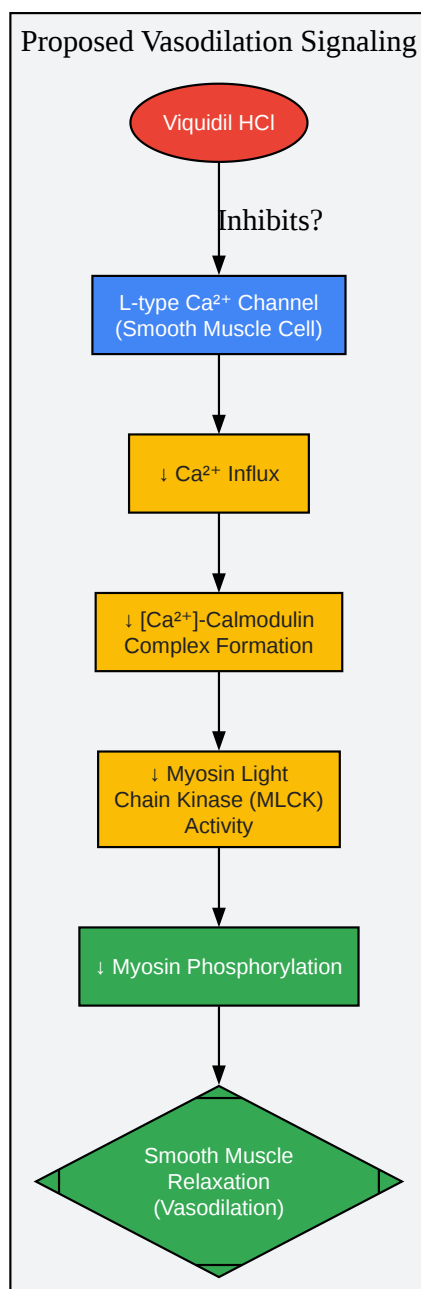 Proposed Vasodilation Signaling
Viquidil HCl
Inhibits?
L-type Ca²⁺ Channel
(Smooth Muscle Cell)
↓ Ca²⁺ Influx
↓ [Ca²⁺]-Calmodulin
Complex Formation
↓ Myosin Light
Chain Kinase (MLCK)
Activity
↓ Myosin Phosphorylation
Smooth Muscle
Relaxation
(Vasodilation)